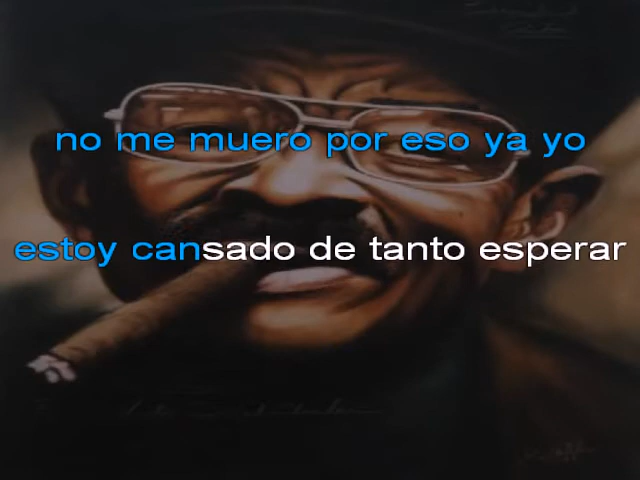 no me muero por eso ya yo
estoy cansado de tanto esperar